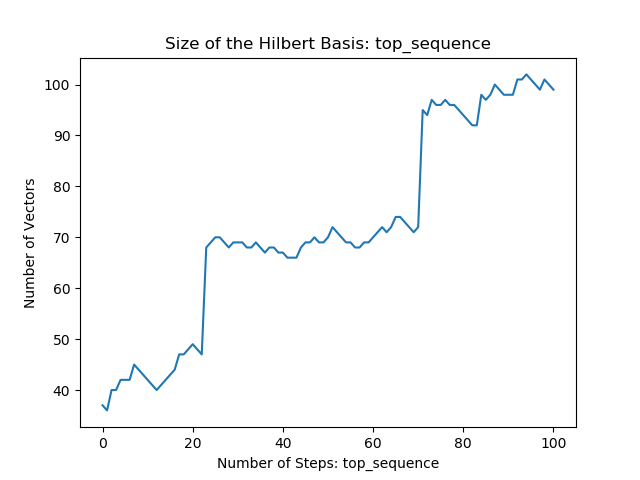 Size of the Hilbert Basis: top_sequence
100
90
80
70
60
50
40
Number of Vectors
0 20 40 60 80 100
Number of Steps: top_sequence